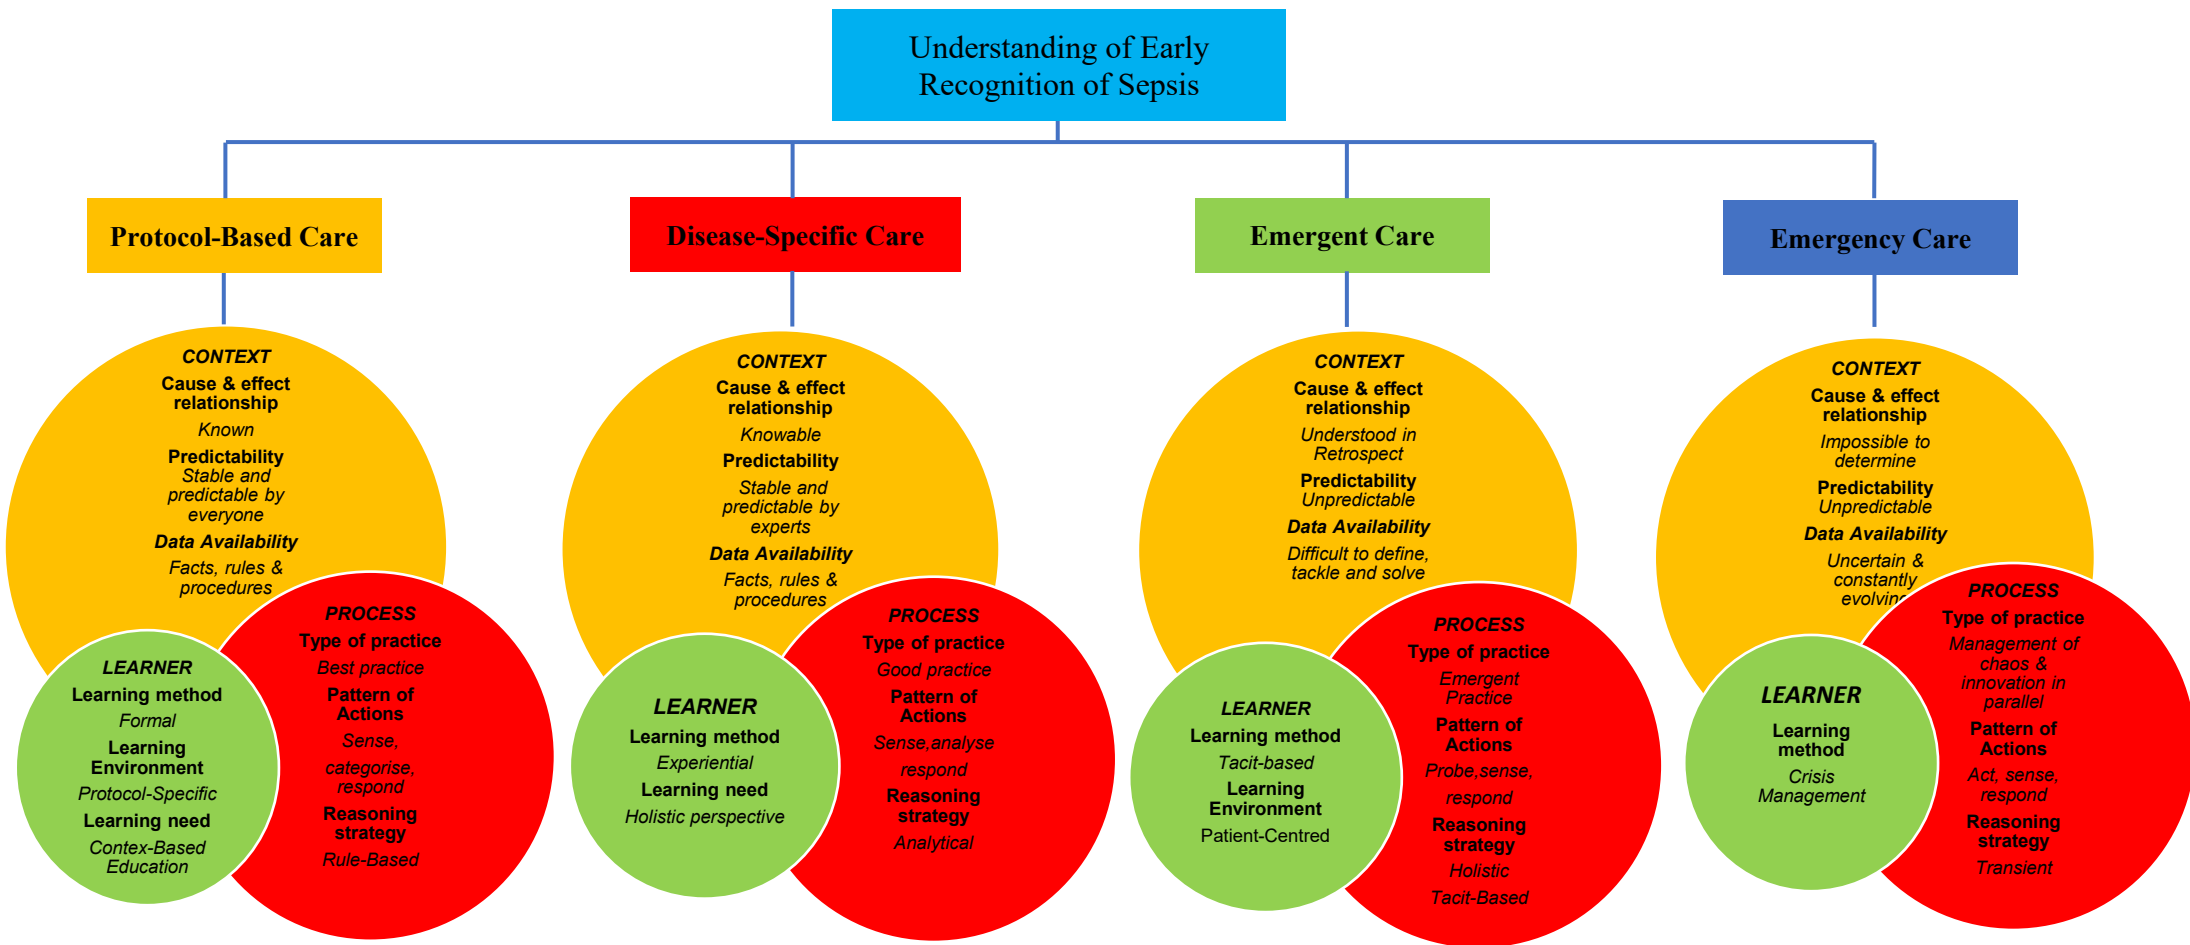 Understanding of Early
Recognition of Sepsis
Protocol-Based Care
Disease-Specific Care
Emergent Care
Emergency Care
CONTEXT
Cause & effect
relationship
Known
Predictability
Stable and
predictable by
everyone
Data Availability
Facts, rules &
procedures
PROCESS
Type of practice
Best practice
Pattern of
Actions
Sense,
categorise,
respond
Reasoning
strategy
Rule-Based
LEARNER
Learning method
Formal
Learning
Environment
Protocol-Specific
Learning need
Contex-Based
Education
CONTEXT
Cause & effect
relationship
Knowable
Predictability
Stable and
predictable by
experts
Data Availability
Facts, rules &
procedures
PROCESS
Type of practice
Good practice
Pattern of
Actions
Sense,analyse
respond
Reasoning
strategy
Analytical
LEARNER
Learning method
Experiential
Learning need
Holistic perspective
CONTEXT
Cause & effect
relationship
Understood in
Retrospect
Predictability
Unpredictable
Data Availability
Difficult to define,
tackle and solve
PROCESS
Type of practice
Emergent
Practice
Pattern of
Actions
Probe,sense,
respond
Reasoning
strategy
Holistic
Tacit-Based
LEARNER
Learning method
Tacit-based
Learning
Environment
Patient-Centred
CONTEXT
Cause & effect
relationship
Impossible to
determine
Predictability
Unpredictable
Data Availability
Uncertain &
constantly
evolving
PROCESS
Type of practice
Management of
chaos &
innovation in
parallel
Pattern of
Actions
Act, sense,
respond
Reasoning
strategy
Transient
LEARNER
Learning
method
Crisis
Management